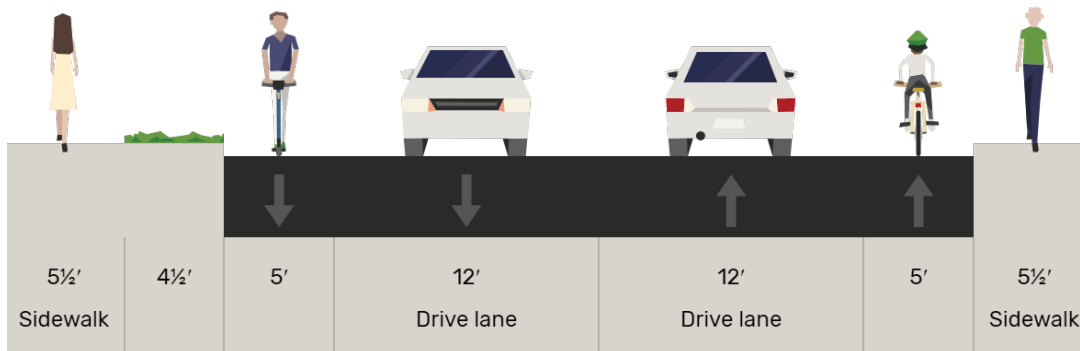 5½′ 4½′ 5′ 12′ 12′ 5′ 5½′
Sidewalk Drive lane Drive lane Sidewalk